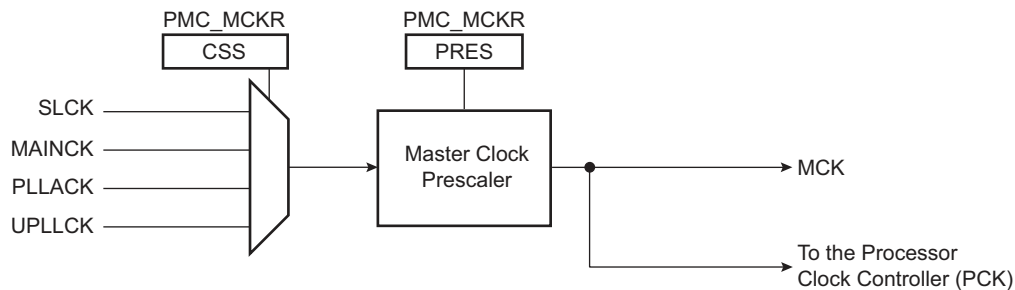 PMC_MCKR
CSS
PMC_MCKR
PRES
SLCK
MAINCK
PLLACK
UPLLCK
Master Clock
Prescaler
MCK
To the Processor
Clock Controller (PCK)